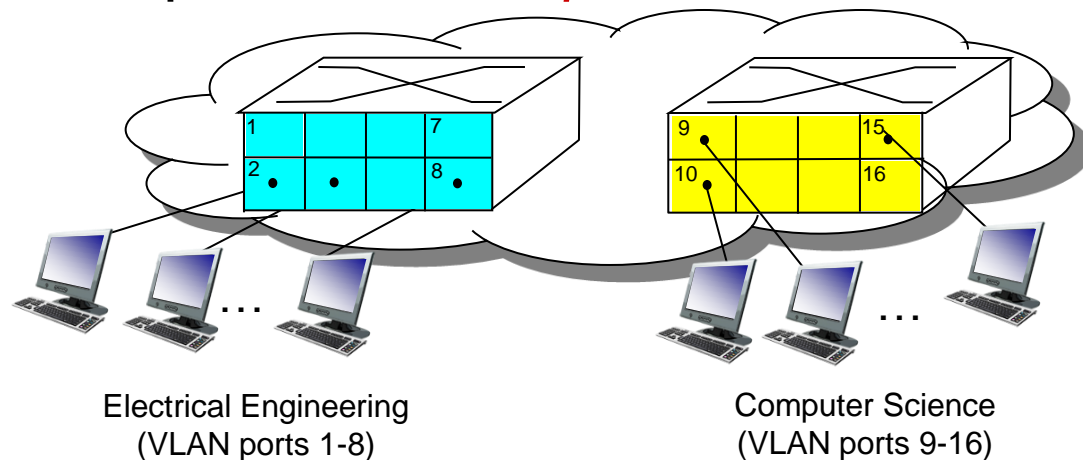 1 7
2 8
9 15
10 16
... ...
Electrical Engineering
(VLAN ports 1-8)
Computer Science
(VLAN ports 9-16)